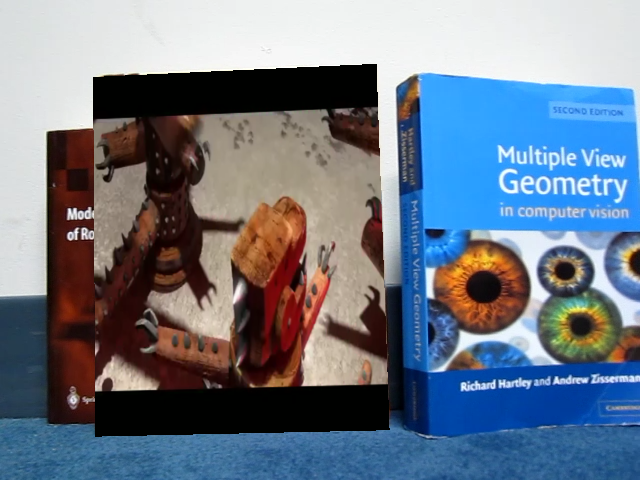 Mode
of Ro
Sprin
Hartley and
Zisserman
Multiple View Geometry
SECOND EDITION
Multiple View
Geometry
in computer vision
Richard Hartley and Andrew Zisserman
CAMBRIDGE